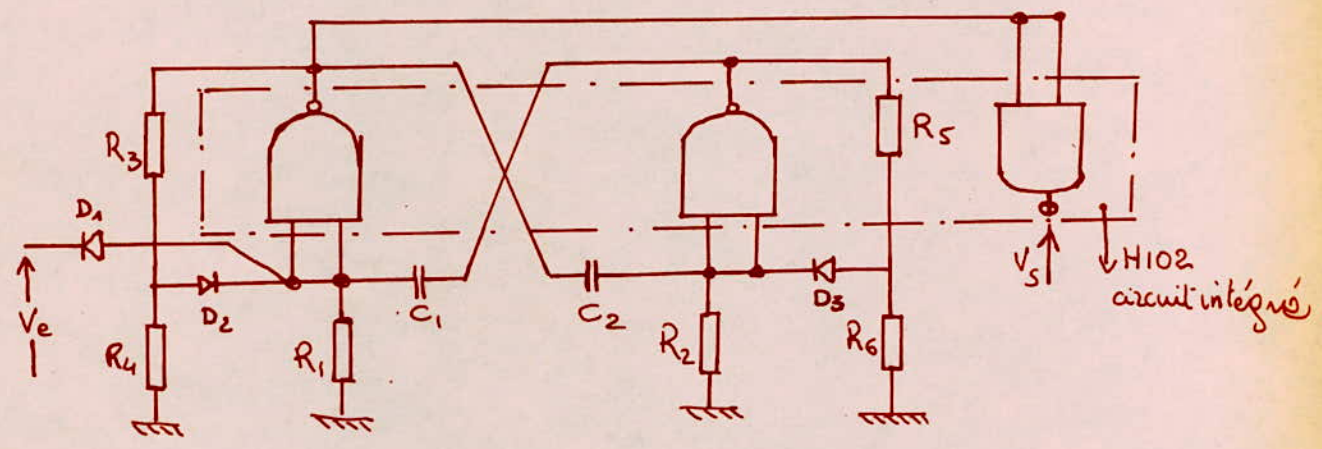 R3
R5
D1
Ve
D2
C1
C2
D3
Vs
H102
circuit intégré
R4
R1
R2
R6